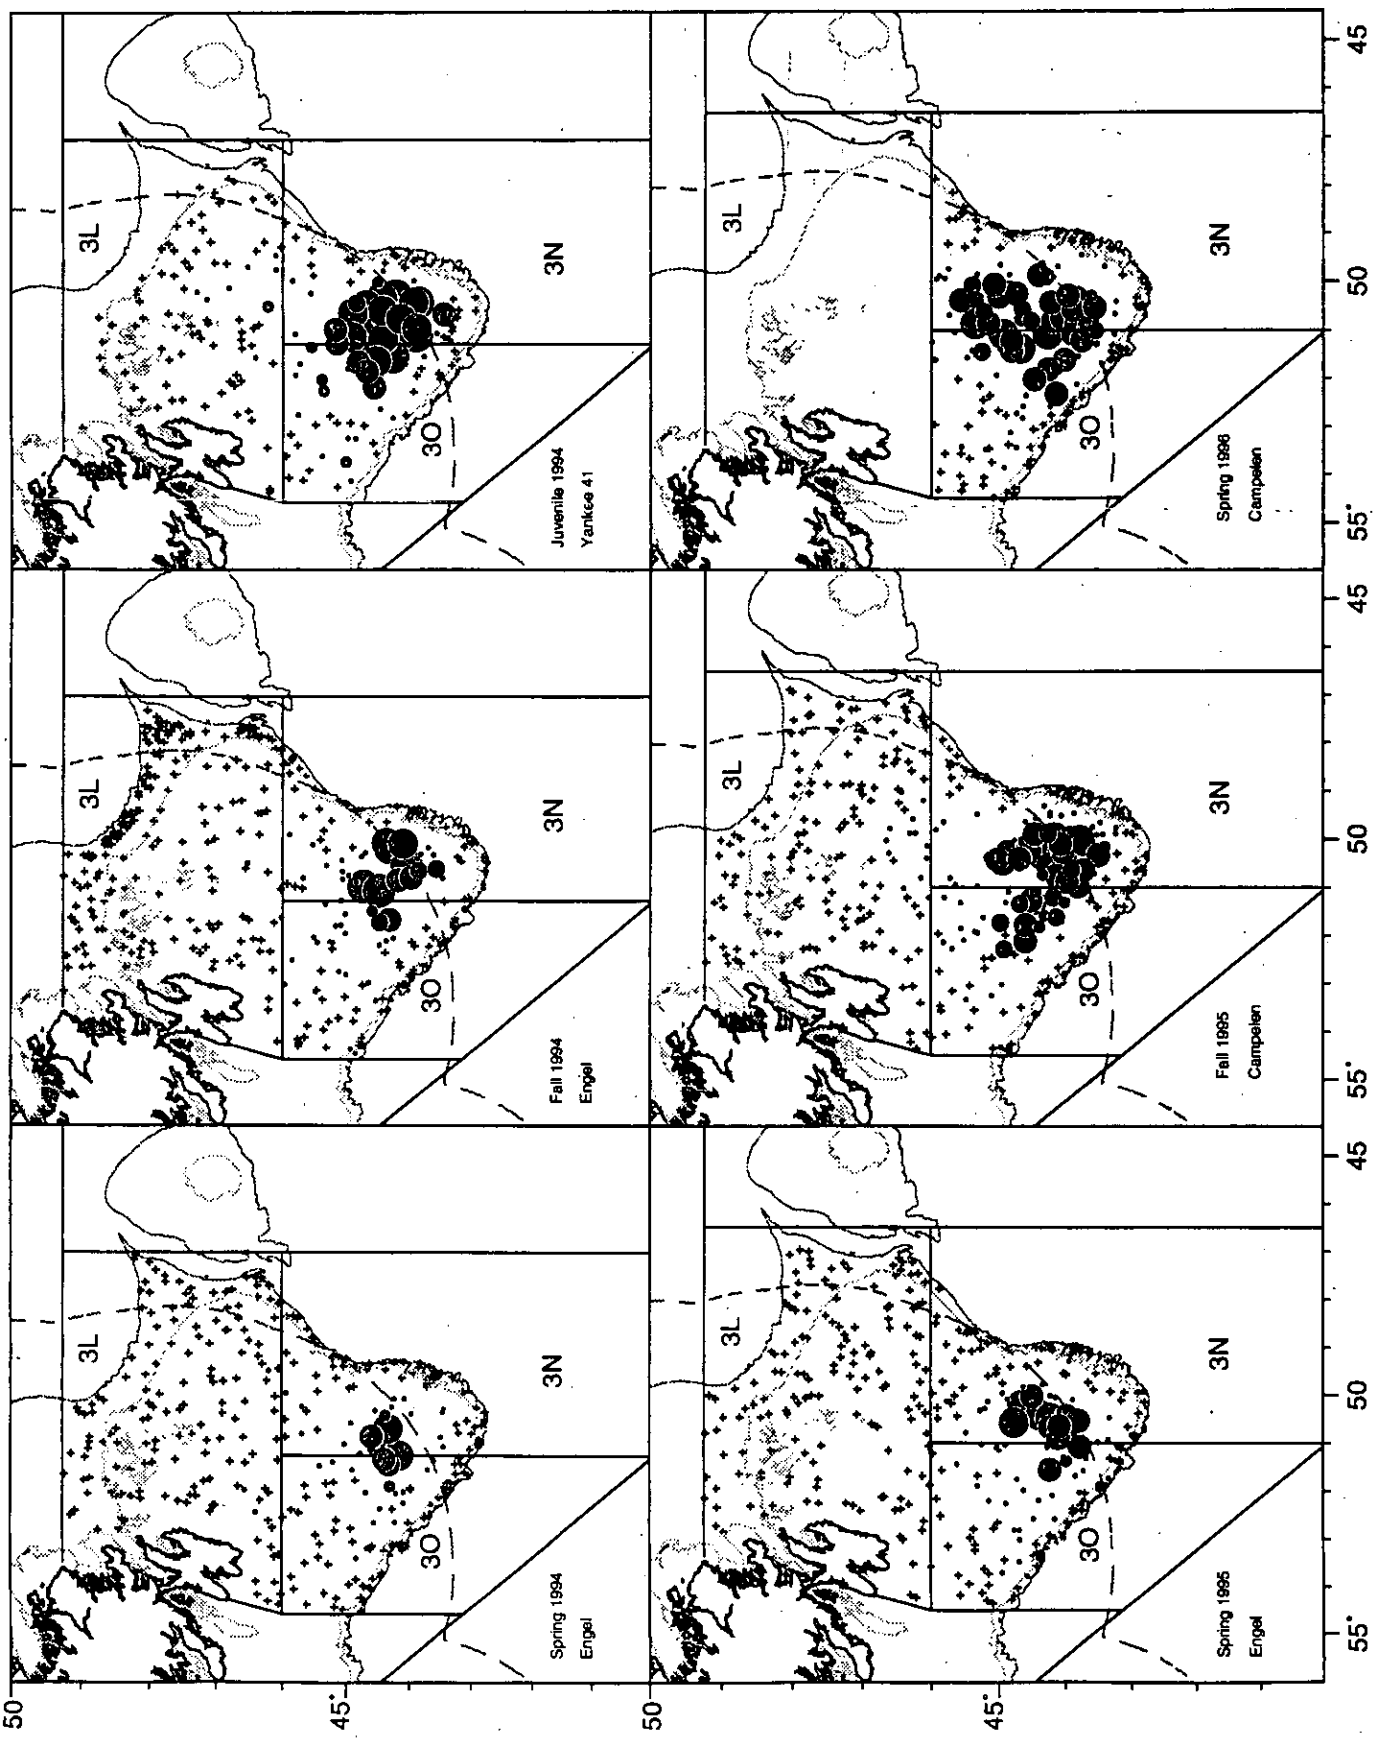 50
3L
3N
3O
Spring 1994
Engel
3L
3N
3O
Fall 1994
Engel
3L
3N
3O
Juvenile 1994
Yankee 41
45°
50
3L
3N
3O
Spring 1995
Engel
3L
3N
3O
Fall 1995
Campelen
3L
3N
3O
Spring 1996
Campelen
45°
55°
50
45
55°
50
45
55°
50
45